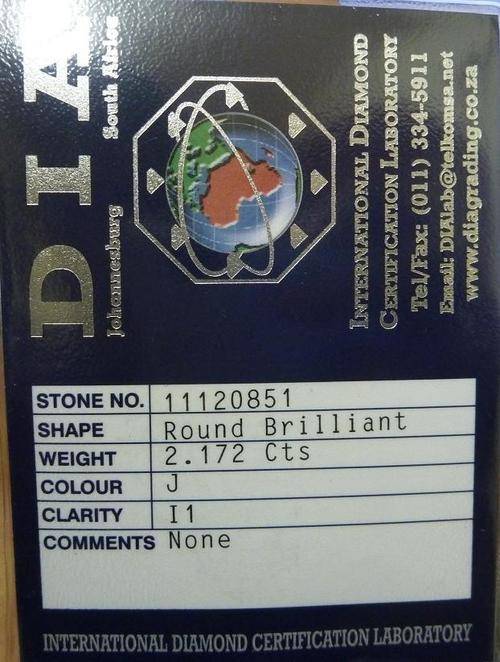 DIA
Johannesburg South Africa
INTERNATIONAL DIAMOND
CERTIFICATION LABORATORY
Tel/Fax: (011) 334-5911
Email: DIAlab@telkomsa.net
www.diagrading.co.za
STONE NO. 11120851
SHAPE Round Brilliant
WEIGHT 2.172 Cts
COLOUR J
CLARITY I1
COMMENTS None
INTERNATIONAL DIAMOND CERTIFICATION LABORATORY